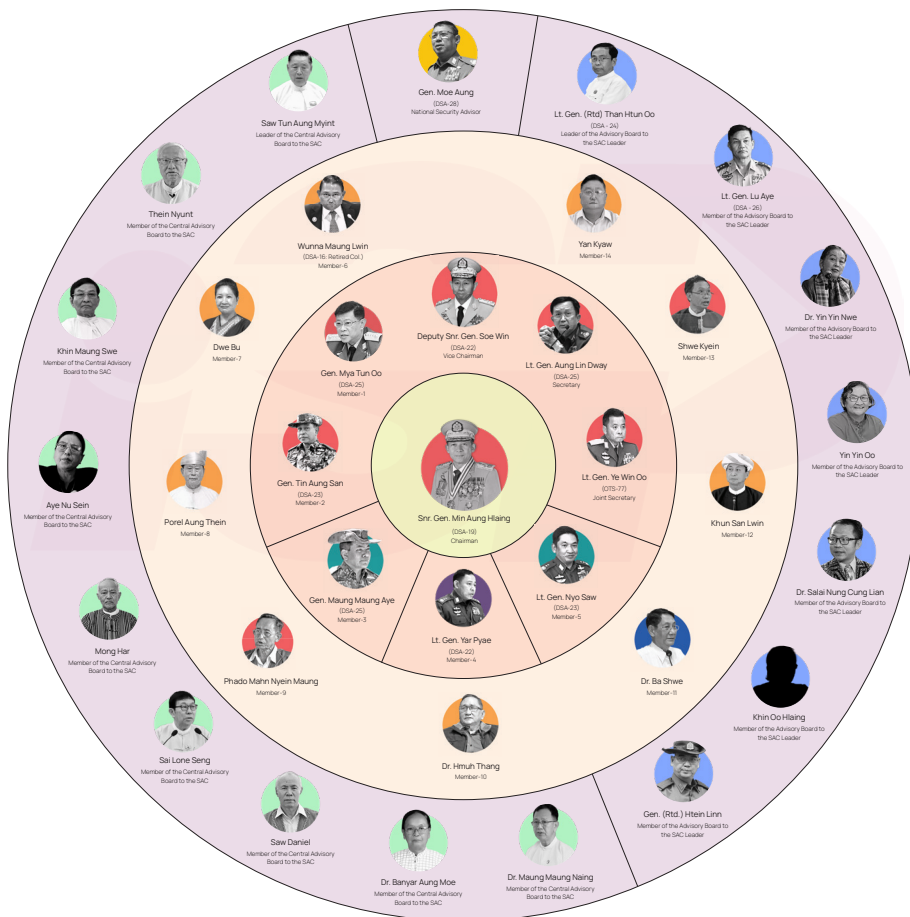 Gen. Moe Aung
(DSA-28)
National Security Advisor
Lt. Gen. (Rtd) Than Htun Oo
(DSA - 24)
Leader of the Advisory Board to
the SAC Leader
Lt. Gen. Lu Aye
(DSA - 26)
Member of the Advisory Board to
the SAC Leader
Dr. Yin Yin Nwe
Member of the Advisory Board to
the SAC Leader
Yin Yin Oo
Member of the Advisory Board to
the SAC Leader
Dr. Salai Nung Cung Lian
Member of the Advisory Board to
the SAC Leader
Khin Oo Hlaing
Member of the Advisory Board to
the SAC Leader
Gen. (Rtd.) Htein Linn
Member of the Advisory Board to
the SAC Leader
Saw Tun Aung Myint
Leader of the Central Advisory
Board to the SAC
Thein Nyunt
Member of the Central Advisory
Board to the SAC
Khin Maung Swe
Member of the Central Advisory
Board to the SAC
Aye Nu Sein
Member of the Central Advisory
Board to the SAC
Mong Har
Member of the Central Advisory
Board to the SAC
Sai Lone Seng
Member of the Central Advisory
Board to the SAC
Saw Daniel
Member of the Central Advisory
Board to the SAC
Dr. Banyar Aung Moe
Member of the Central Advisory
Board to the SAC
Dr. Maung Maung Naing
Member of the Central Advisory
Board to the SAC
Wunna Maung Lwin
(DSA-16: Retired Col.)
Member-6
Dwe Bu
Member-7
Porel Aung Thein
Member-8
Phado Mahn Nyein Maung
Member-9
Dr. Hmuh Thang
Member-10
Dr. Ba Shwe
Member-11
Khun San Lwin
Member-12
Shwe Kyein
Member-13
Yan Kyaw
Member-14
Deputy Snr. Gen. Soe Win
(DSA-22)
Vice Chairman
Lt. Gen. Aung Lin Dway
(DSA-25)
Secretary
Lt. Gen. Ye Win Oo
(OTS-77)
Joint Secretary
Gen. Mya Tun Oo
(DSA-25)
Member-1
Gen. Tin Aung San
(DSA-23)
Member-2
Gen. Maung Maung Aye
(DSA-25)
Member-3
Lt. Gen. Yar Pyae
(DSA-22)
Member-4
Lt. Gen. Nyo Saw
(DSA-23)
Member-5
Snr. Gen. Min Aung Hlaing
(DSA-19)
Chairman